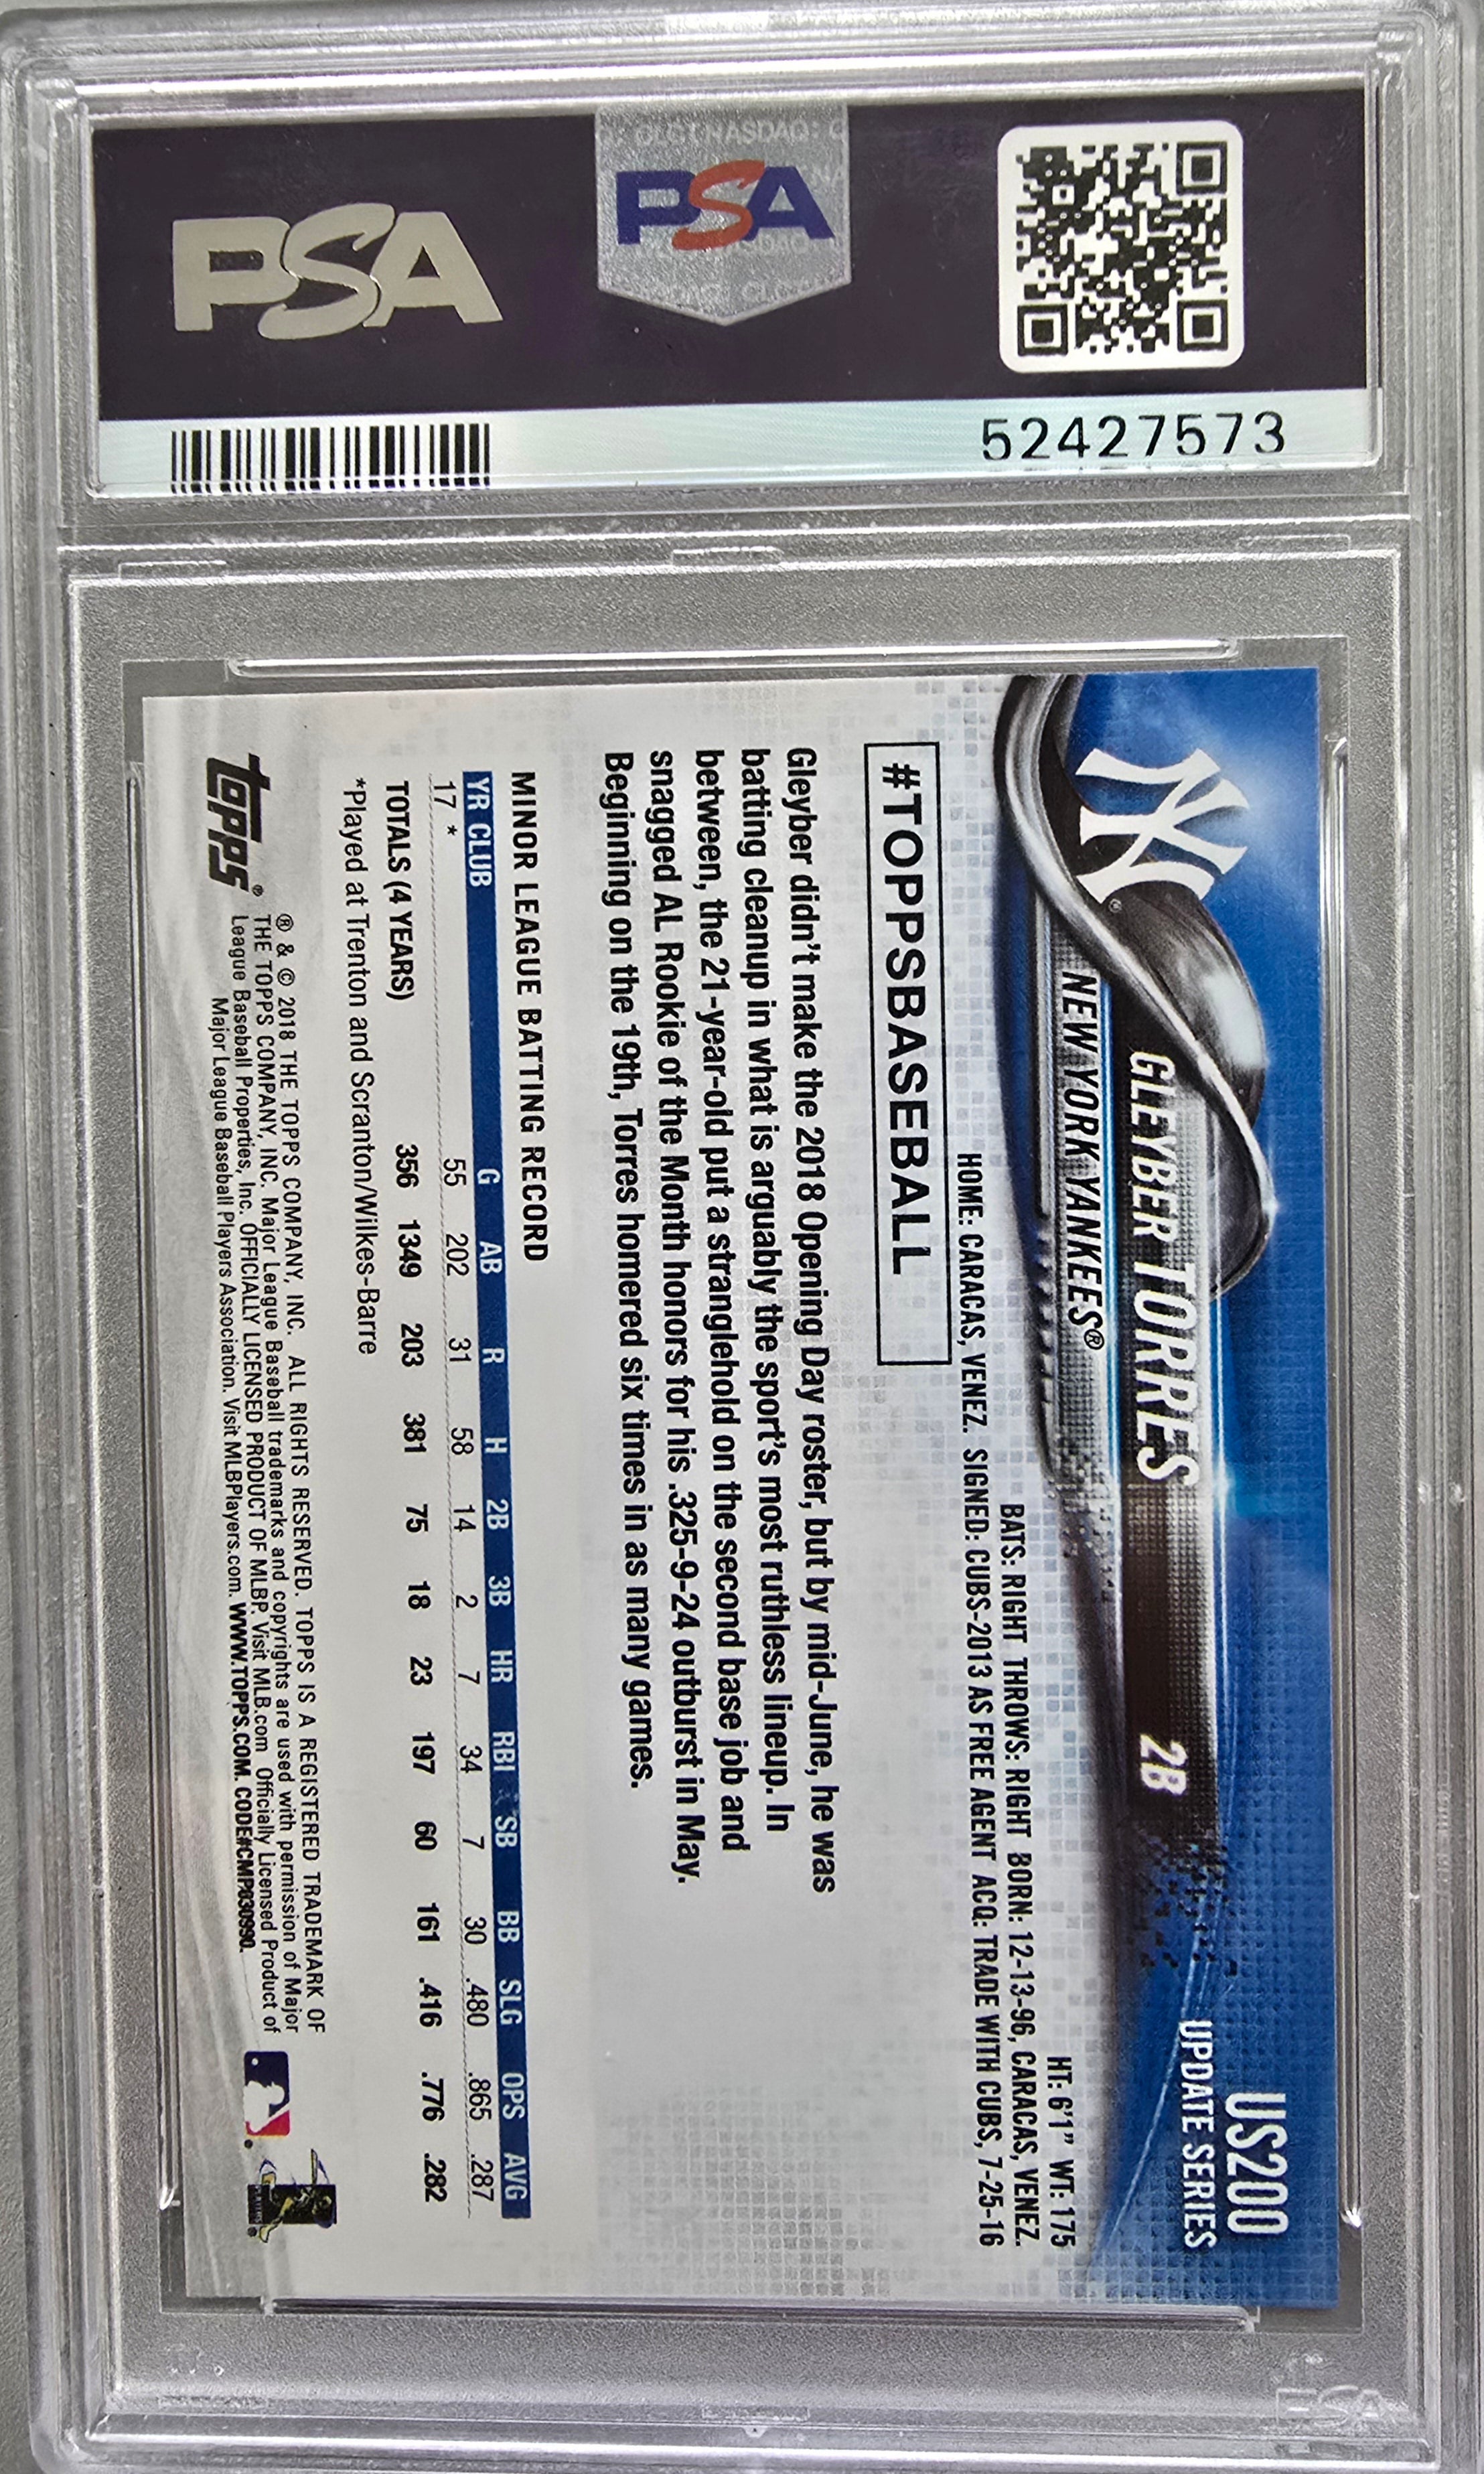 PSA
PSA
52427573
US200
UPDATE SERIES
GLEYBER TORRES 2B
NEW YORK YANKEES®
HT: 6'1" WT: 175
BATS: RIGHT THROWS: RIGHT BORN: 12-13-96, CARACAS, VENEZ.
HOME: CARACAS, VENEZ. SIGNED: CUBS-2013 AS FREE AGENT ACQ: TRADE WITH CUBS, 7-25-16
#TOPPSBASEBALL
Gleyber didn't make the 2018 Opening Day roster, but by mid-June, he was
batting cleanup in what is arguably the sport's most ruthless lineup. In
between, the 21-year-old put a stranglehold on the second base job and
snagged AL Rookie of the Month honors for his .325-9-24 outburst in May.
Beginning on the 19th, Torres homered six times in as many games.
MINOR LEAGUE BATTING RECORD
YR CLUB G AB R H 2B 3B HR RBI SB BB SLG OPS AVG
17 * 55 202 31 58 14 2 7 34 7 30 .480 .865 .287
TOTALS (4 YEARS) 356 1349 203 381 75 18 23 197 60 161 .416 .776 .282
*Played at Trenton and Scranton/Wilkes-Barre
topps®
® & © 2018 THE TOPPS COMPANY, INC. ALL RIGHTS RESERVED. TOPPS IS A REGISTERED TRADEMARK OF
THE TOPPS COMPANY, INC. Major League Baseball trademarks and copyrights are used with permission of Major
League Baseball Properties, Inc. OFFICIALLY LICENSED PRODUCT OF MLBP. Visit MLB.com Officially Licensed Product of
Major League Baseball Players Association. Visit MLBPlayers.com. WWW.TOPPS.COM. CODE#CMP030990.
PSA